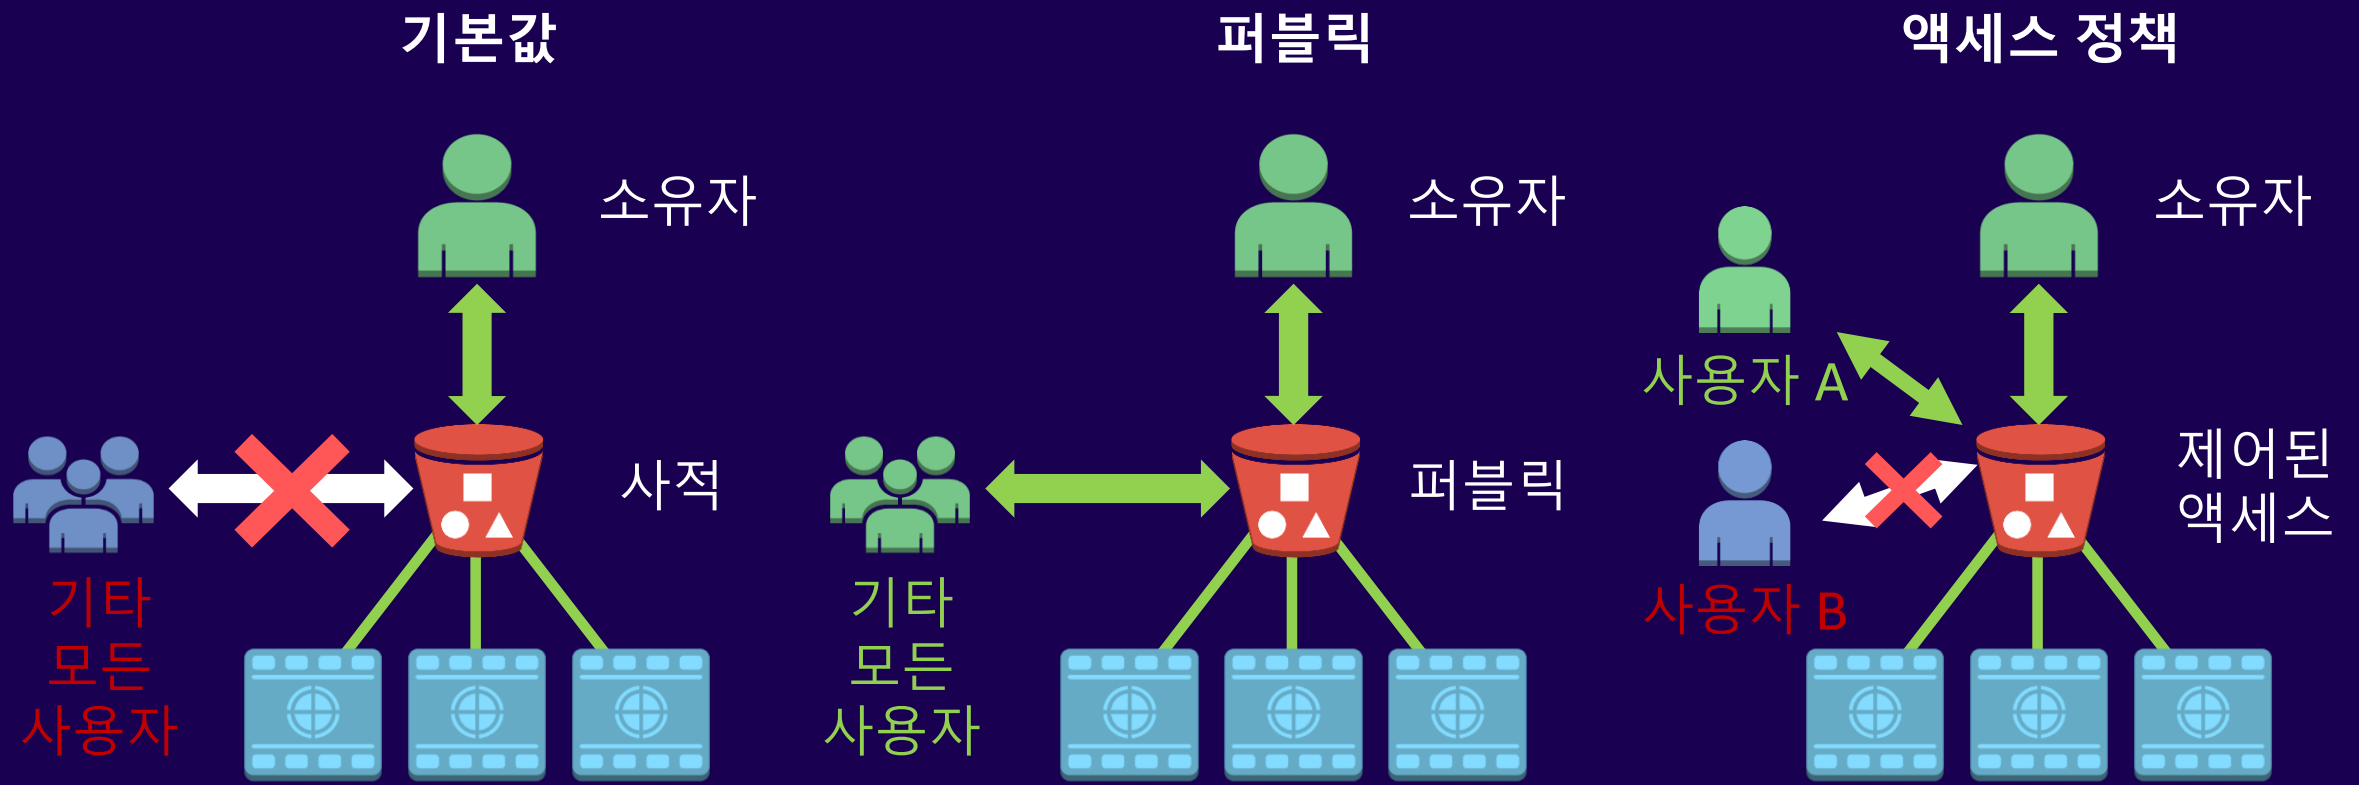 기본값
소유자
사적
기타
모든
사용자
퍼블릭
소유자
퍼블릭
기타
모든
사용자
액세스 정책
소유자
사용자 A
제어된
액세스
사용자 B